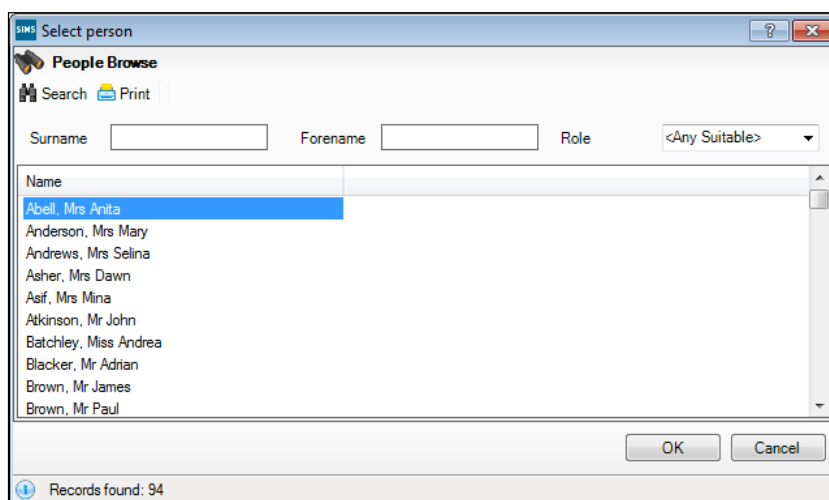 SIMS Select person
People Browse
Search Print
Surname Forename Role <Any Suitable>
Name
Abell, Mrs Anita
Anderson, Mrs Mary
Andrews, Mrs Selina
Asher, Mrs Dawn
Asif, Mrs Mina
Atkinson, Mr John
Batchley, Miss Andrea
Blacker, Mr Adrian
Brown, Mr James
Brown, Mr Paul
OK Cancel
Records found: 94